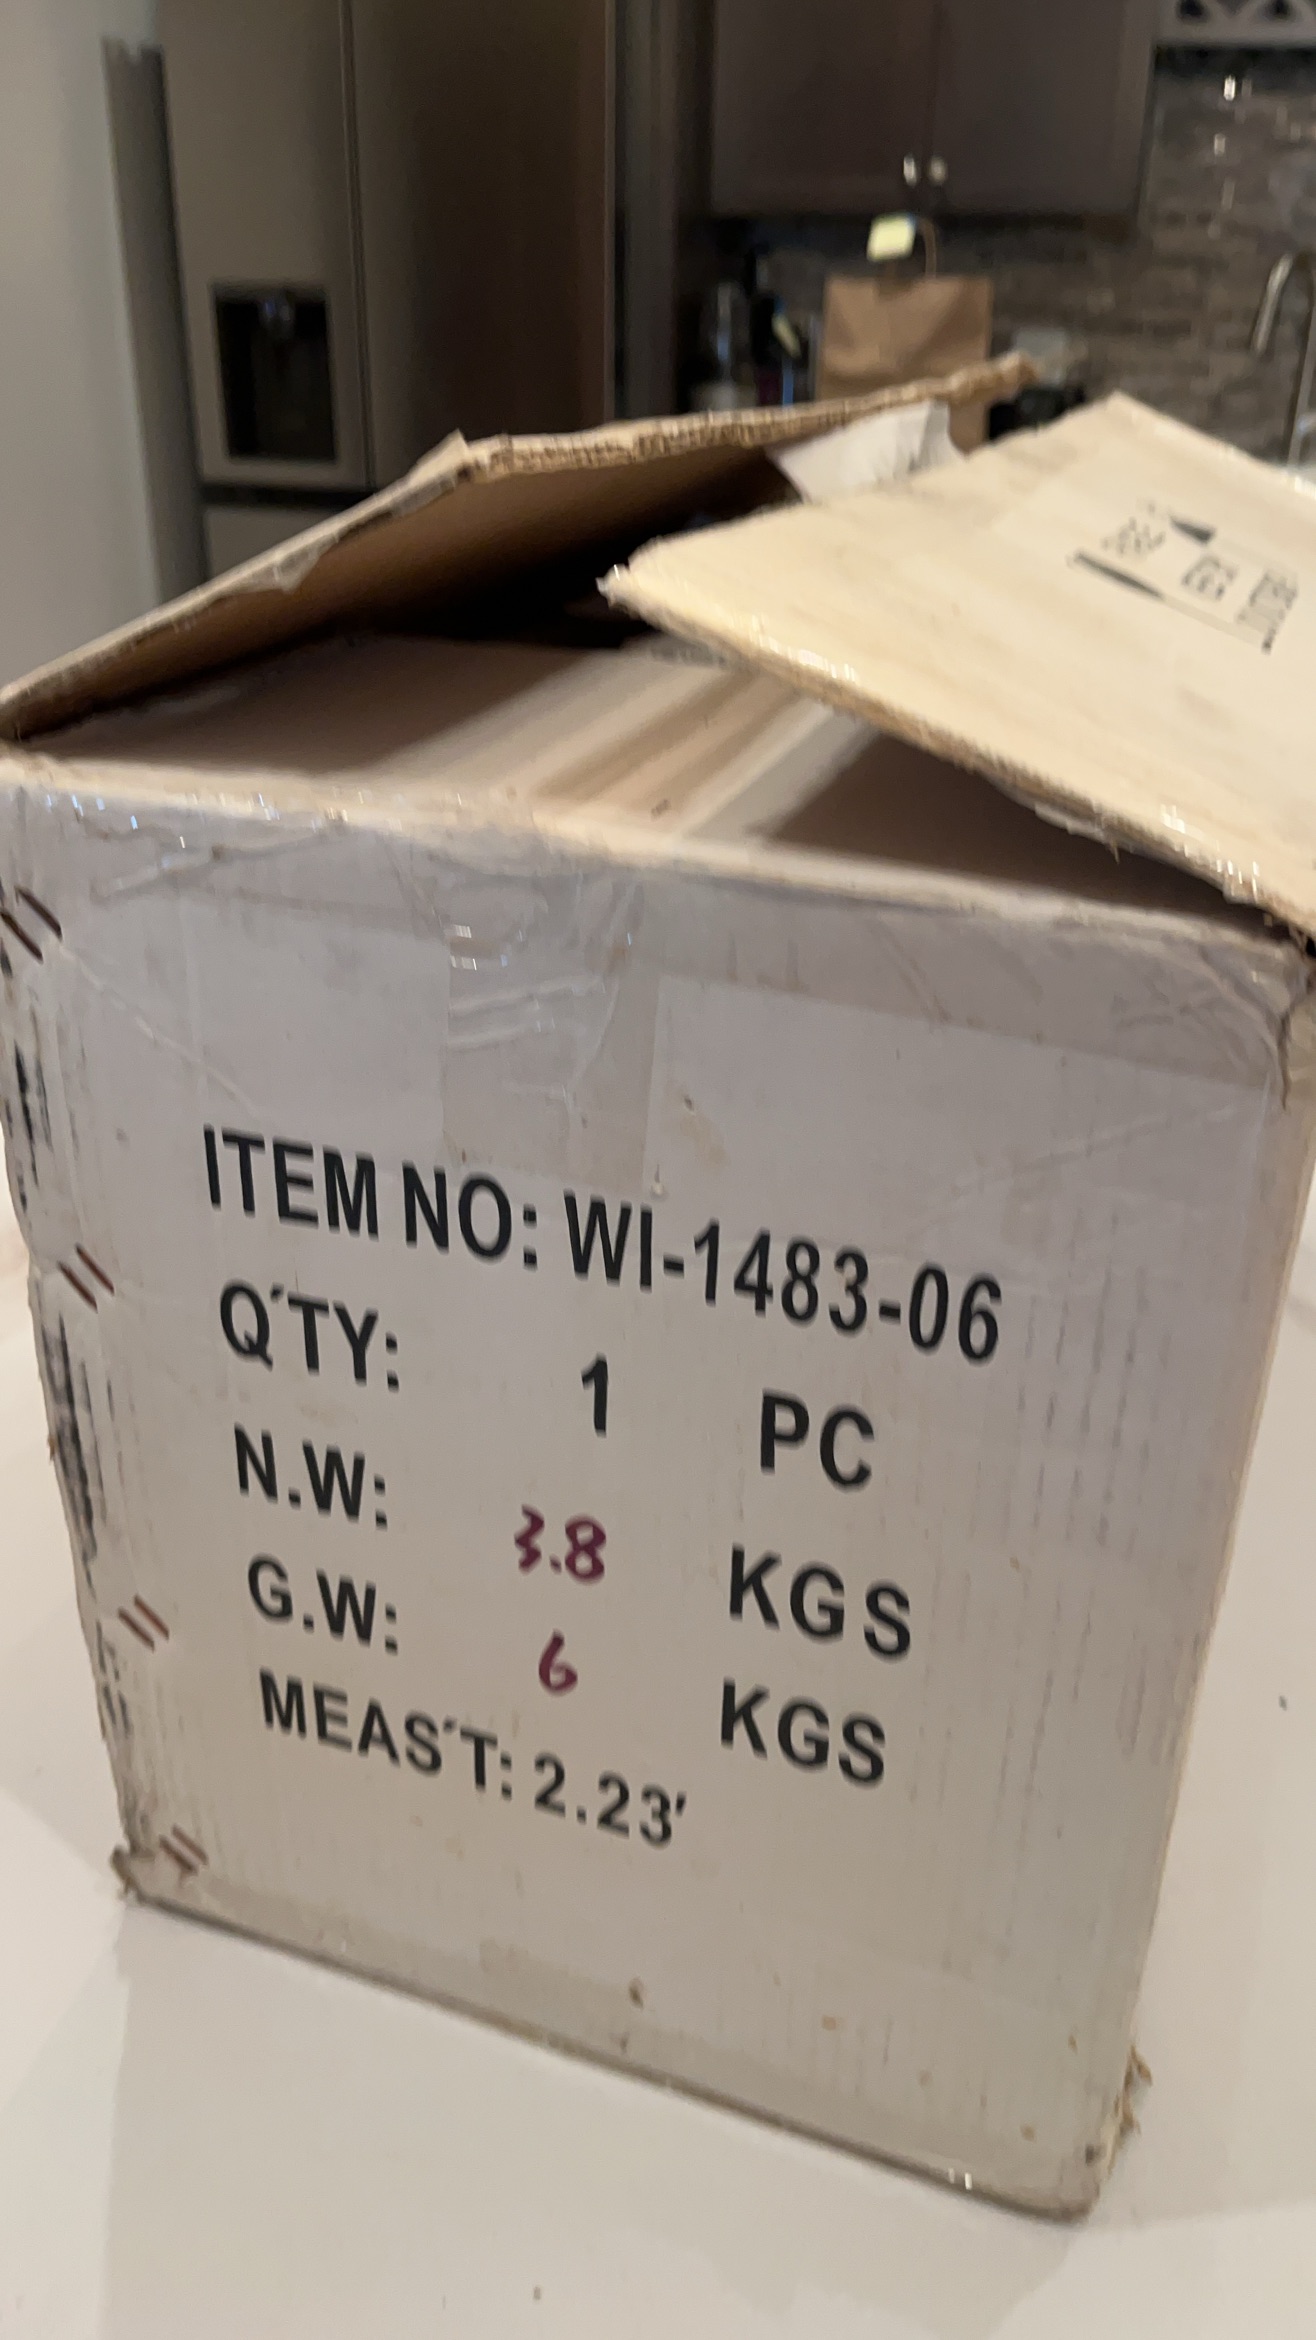 ITEM NO: WI-1483-06
Q'TY: 1 PC
N.W: 3.8 KGS
G.W: 6 KGS
MEAS'T: 2.23'